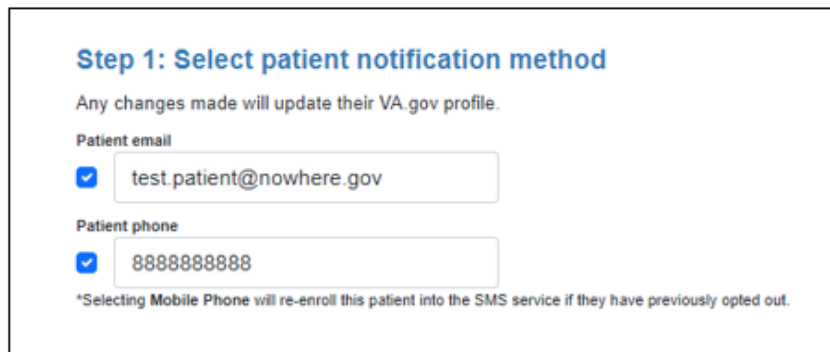 Step 1: Select patient notification method
Any changes made will update their VA.gov profile.
Patient email
test.patient@nowhere.gov
Patient phone
8888888888
*Selecting Mobile Phone will re-enroll this patient into the SMS service if they have previously opted out.